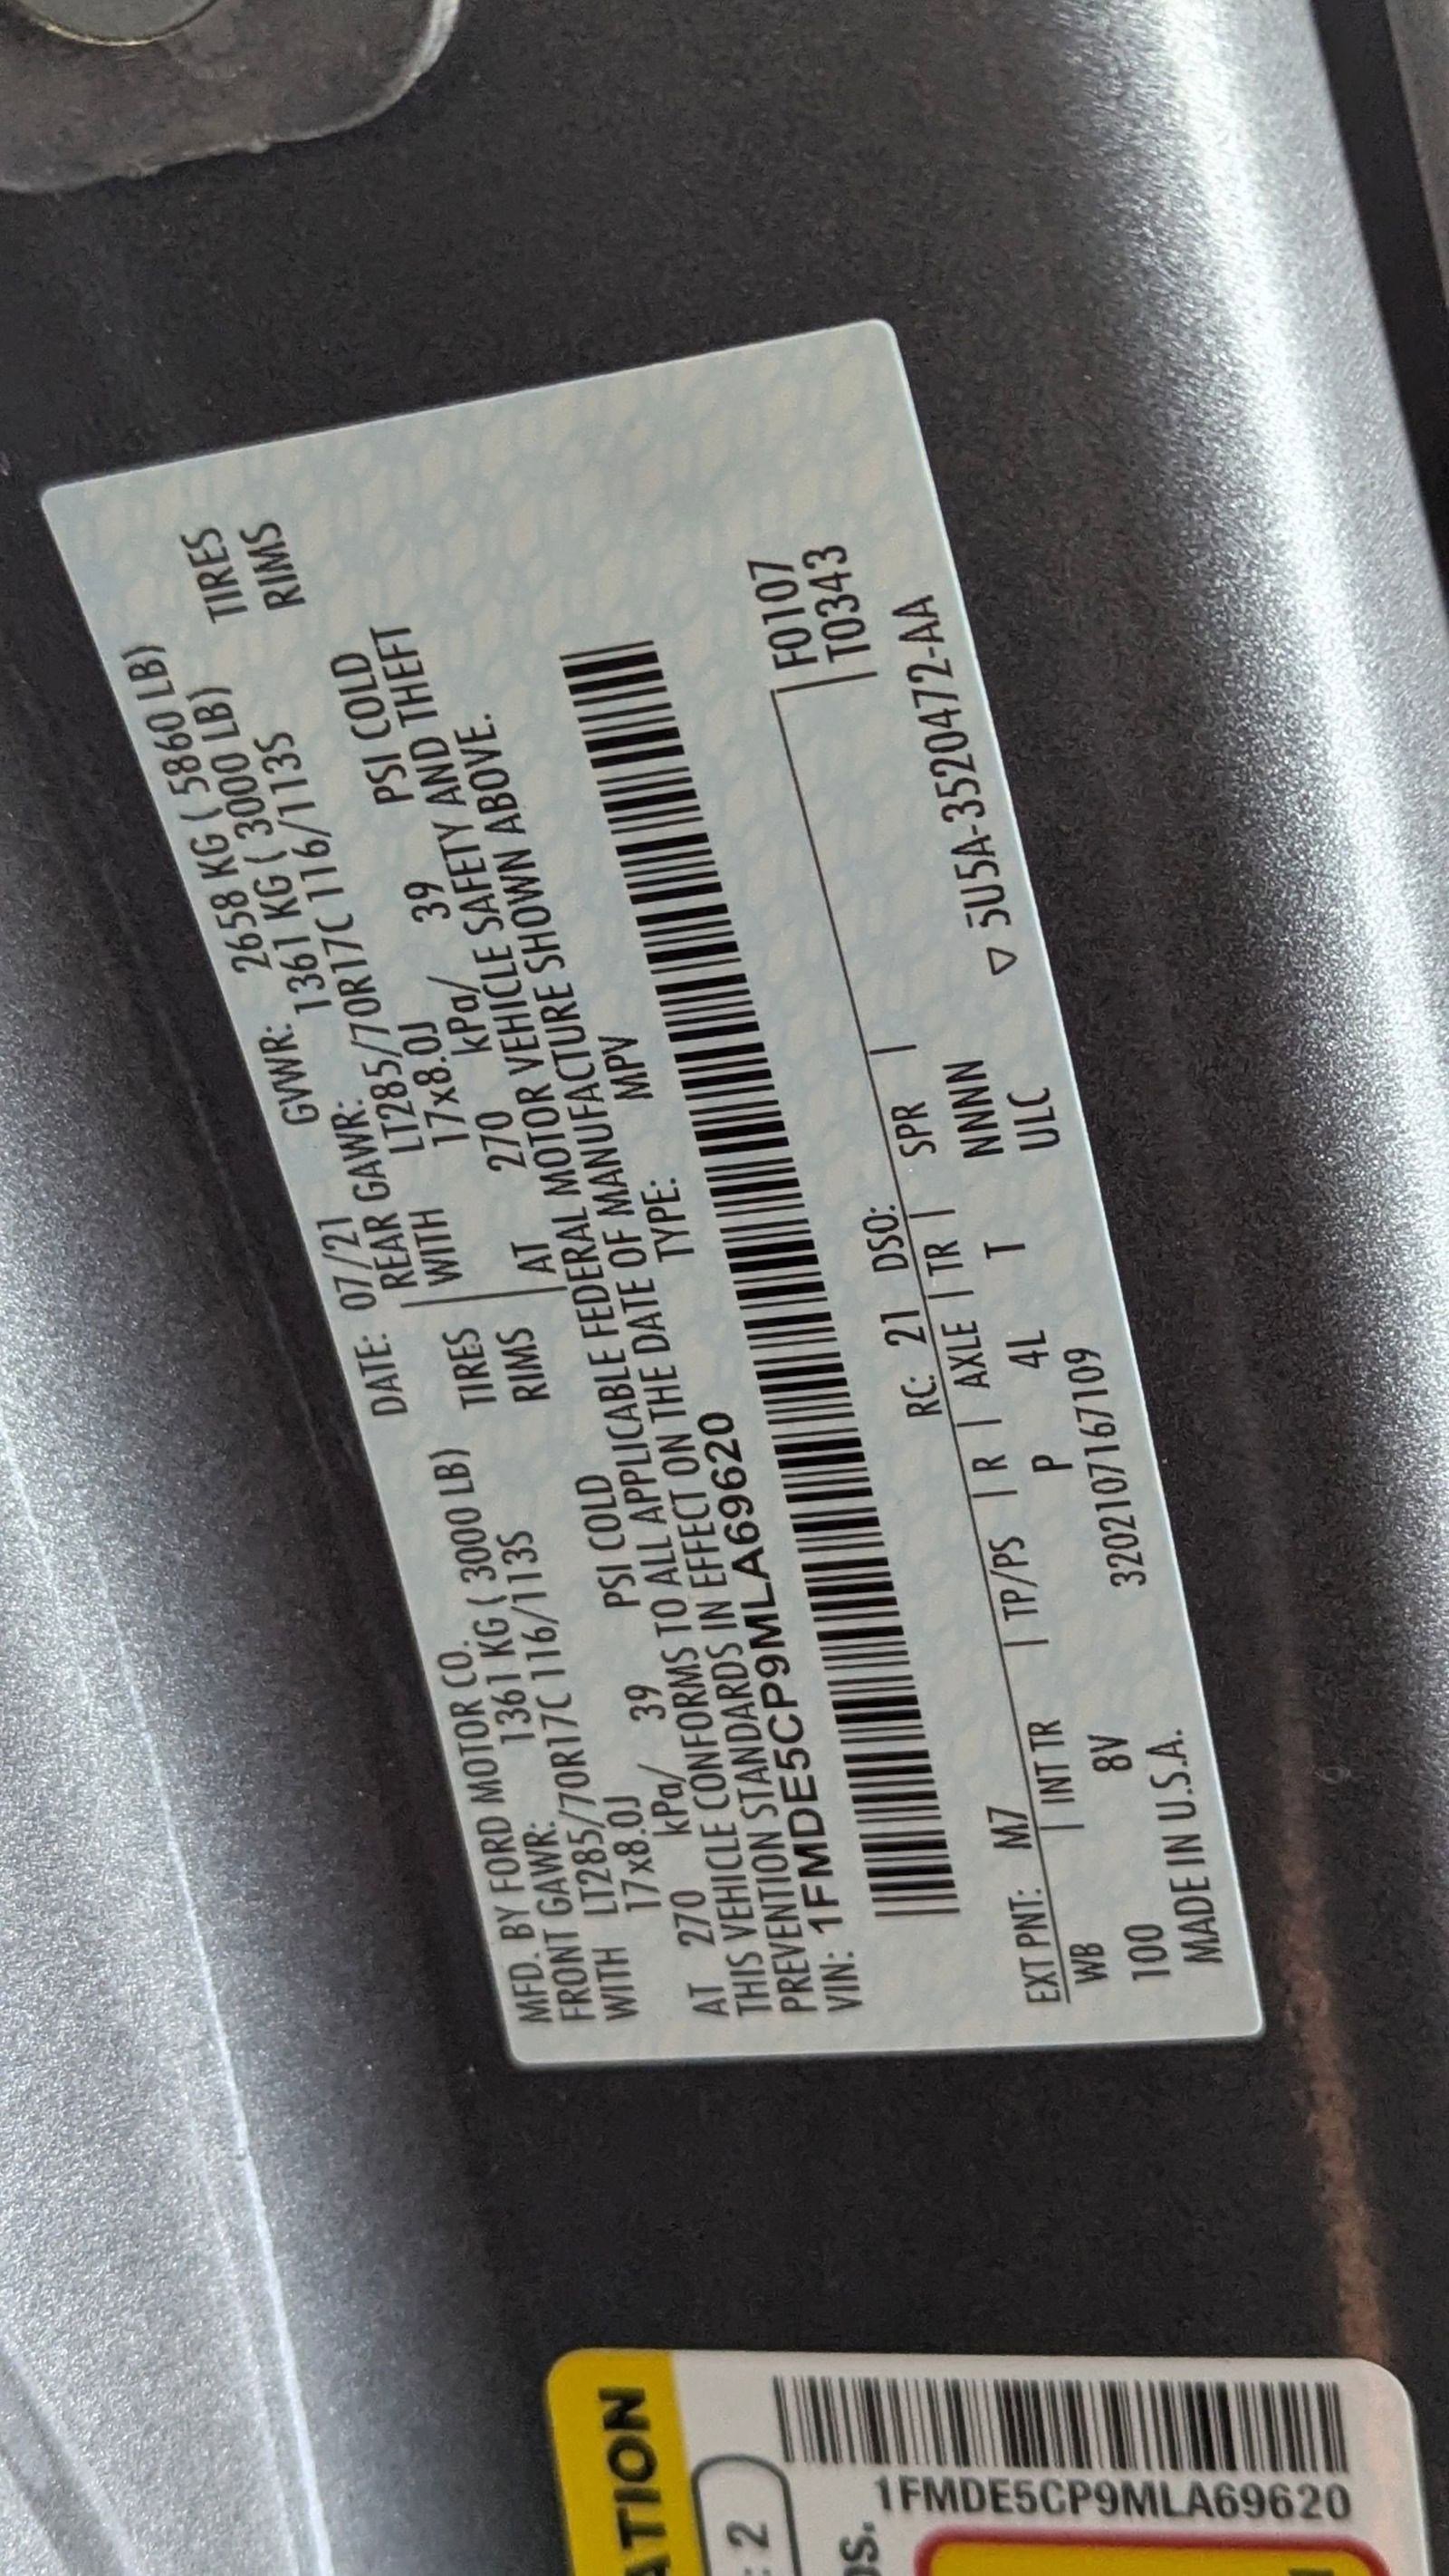 MFD. BY FORD MOTOR CO. DATE: 07/21 GVWR: 2658 KG ( 5860 LB)
FRONT GAWR: 1361 KG ( 3000 LB) REAR GAWR: 1361 KG ( 3000 LB)
WITH LT285/70R17C 116/113S TIRES WITH LT285/70R17C 116/113S TIRES
17x8.0J RIMS 17x8.0J RIMS
AT 270 kPa/ 39 PSI COLD AT 270 kPa/ 39 PSI COLD
THIS VEHICLE CONFORMS TO ALL APPLICABLE FEDERAL MOTOR VEHICLE SAFETY AND THEFT
PREVENTION STANDARDS IN EFFECT ON THE DATE OF MANUFACTURE SHOWN ABOVE.
VIN: 1FMDE5CP9MLA69620 TYPE: MPV
F0107
T0343
EXT PNT: M7 RC: 21 DSO:
WB | INT TR | TP/PS | R | AXLE | TR | SPR |
100 8V P 4L T NNNN
ULC
MADE IN U.S.A. 3202107167109 ▽ 5U5A-3520472-AA
ATION
: 2
os.
1FMDE5CP9MLA69620